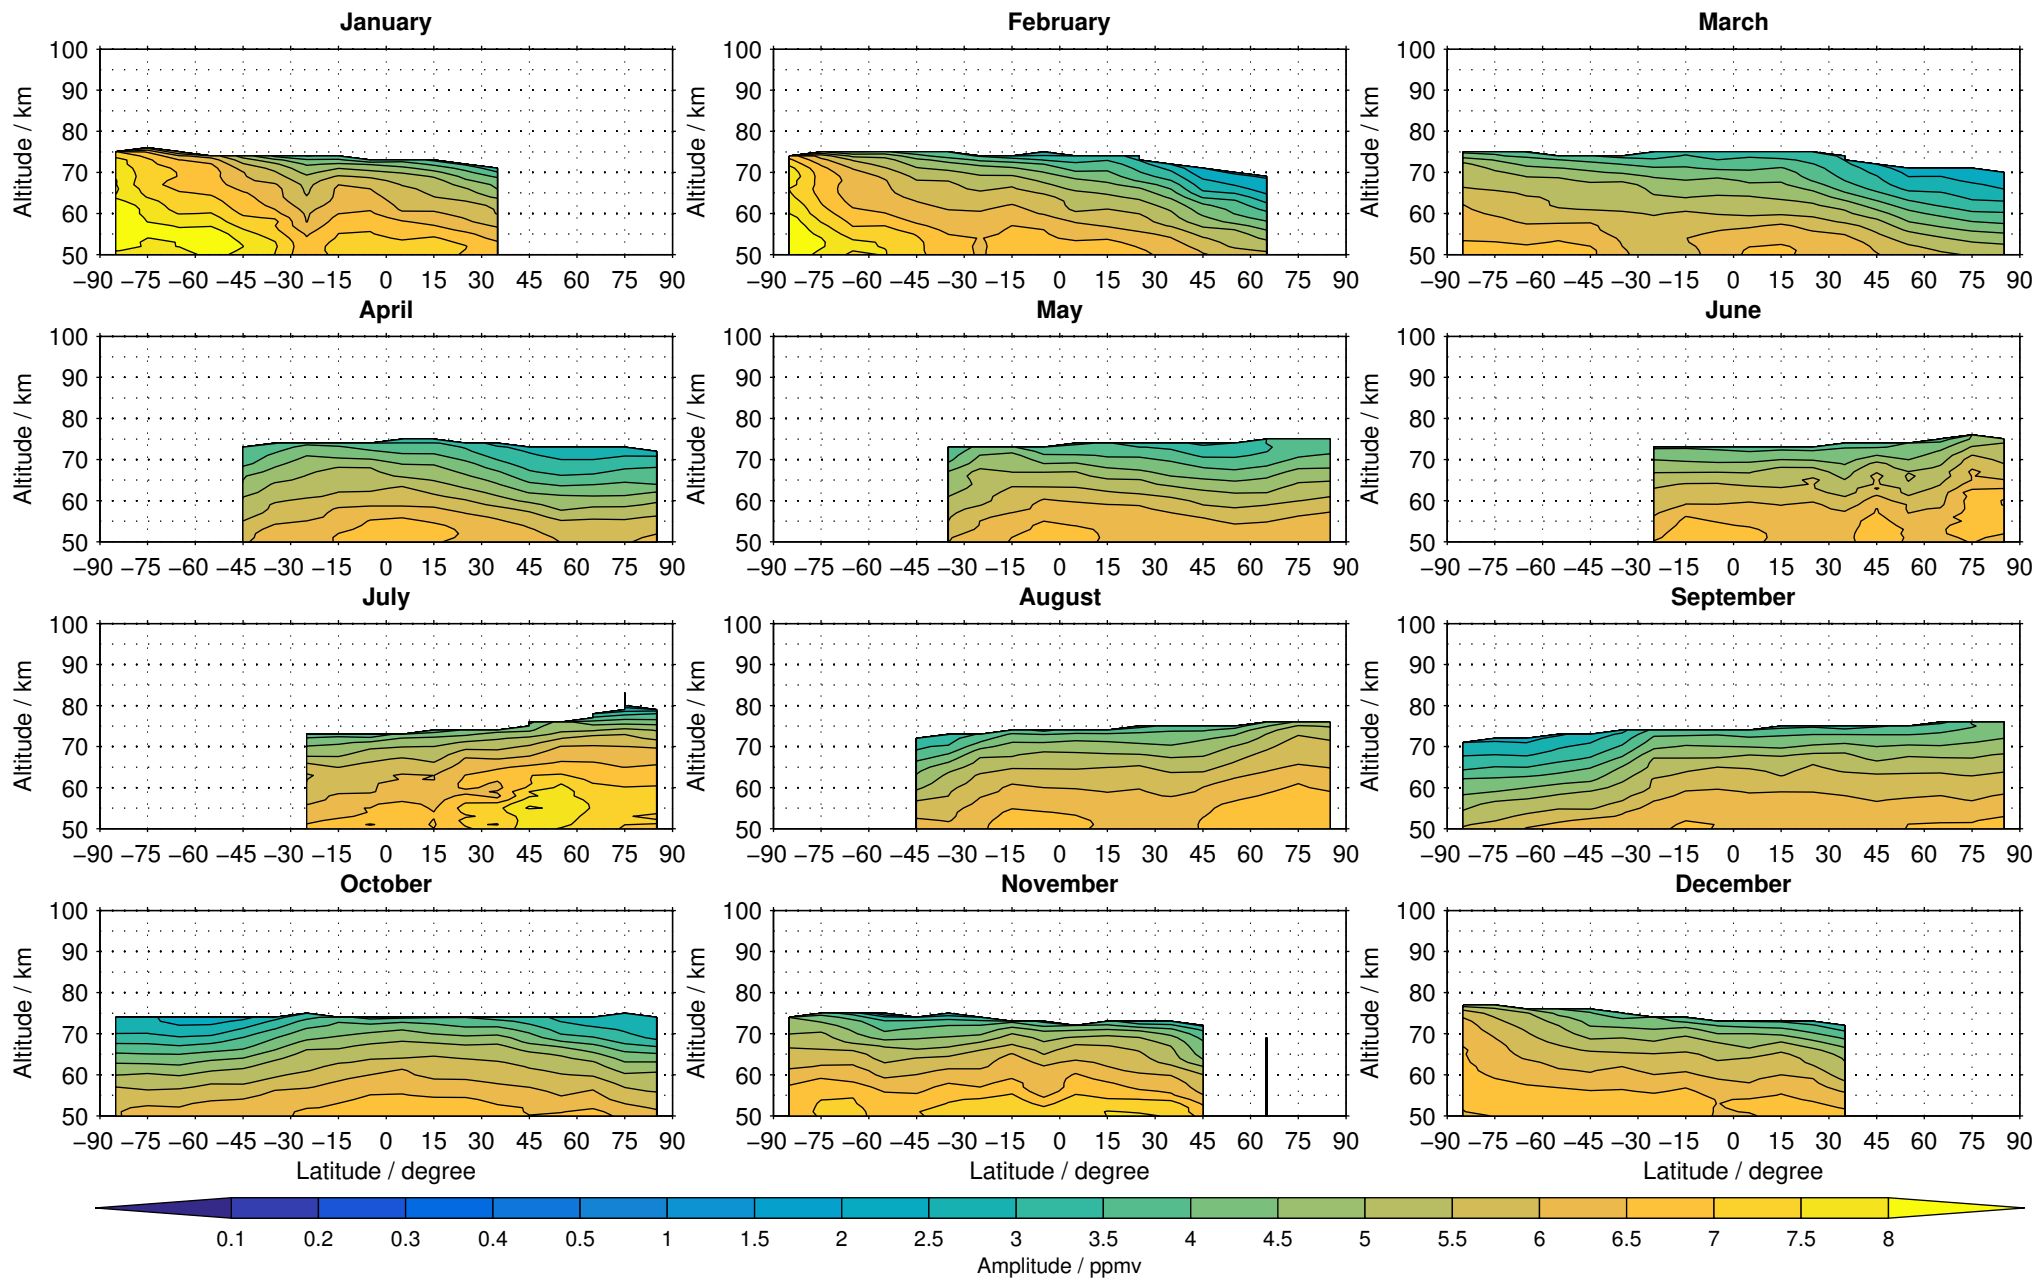 January February March
100 100 100
90 90 90
80 80 80
70 70 70
60 60 60
50 50 50
Altitude / km Altitude / km Altitude / km
−90 −75 −60 −45 −30 −15 0 15 30 45 60 75 90 −90 −75 −60 −45 −30 −15 0 15 30 45 60 75 90 −90 −75 −60 −45 −30 −15 0 15 30 45 60 75 90
April May June
100 100 100
90 90 90
80 80 80
70 70 70
60 60 60
50 50 50
Altitude / km Altitude / km Altitude / km
−90 −75 −60 −45 −30 −15 0 15 30 45 60 75 90 −90 −75 −60 −45 −30 −15 0 15 30 45 60 75 90 −90 −75 −60 −45 −30 −15 0 15 30 45 60 75 90
July August September
100 100 100
90 90 90
80 80 80
70 70 70
60 60 60
50 50 50
Altitude / km Altitude / km Altitude / km
−90 −75 −60 −45 −30 −15 0 15 30 45 60 75 90 −90 −75 −60 −45 −30 −15 0 15 30 45 60 75 90 −90 −75 −60 −45 −30 −15 0 15 30 45 60 75 90
October November December
100 100 100
90 90 90
80 80 80
70 70 70
60 60 60
50 50 50
Altitude / km Altitude / km Altitude / km
−90 −75 −60 −45 −30 −15 0 15 30 45 60 75 90 −90 −75 −60 −45 −30 −15 0 15 30 45 60 75 90 −90 −75 −60 −45 −30 −15 0 15 30 45 60 75 90
Latitude / degree Latitude / degree Latitude / degree
0.1 0.2 0.3 0.4 0.5 1 1.5 2 2.5 3 3.5 4 4.5 5 5.5 6 6.5 7 7.5 8
Amplitude / ppmv